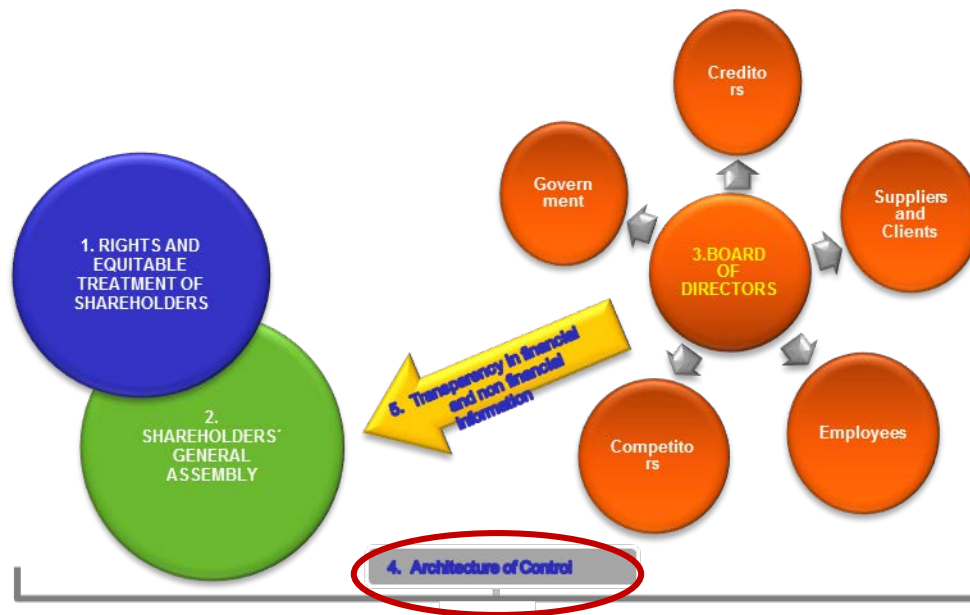 1. RIGHTS AND
EQUITABLE
TREATMENT OF
SHAREHOLDERS
2.
SHAREHOLDERS´
GENERAL
ASSEMBLY
5. Transparency in financial
and non financial
information
Credito
rs
Govern
ment
Suppliers
and
Clients
3.BOARD
OF
DIRECTORS
Competito
rs
Employees
4. Architecture of Control